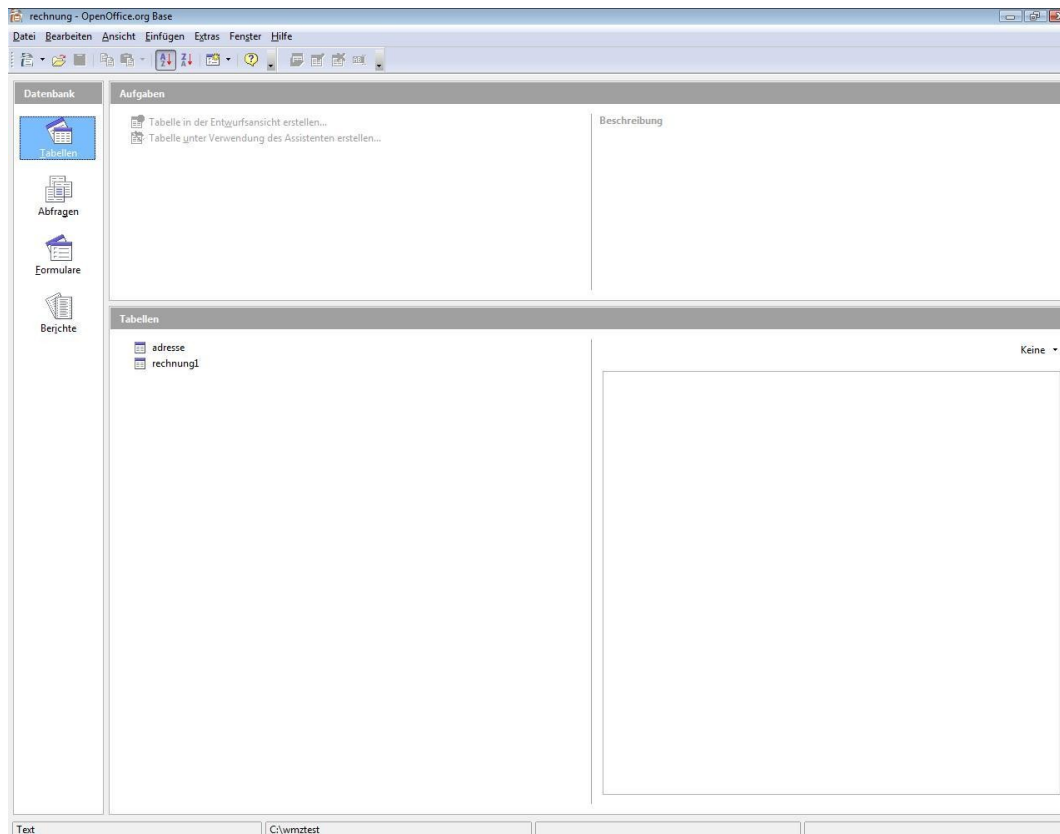 rechnung - OpenOffice.org Base
Datei Bearbeiten Ansicht Einfügen Extras Fenster Hilfe
Datenbank
Aufgaben
Tabelle in der Entwurfsansicht erstellen...
Tabelle unter Verwendung des Assistenten erstellen...
Beschreibung
Tabellen
Abfragen
Formulare
Berichte
Tabellen
adresse
rechnung1
Keine
Text
C:\wmztest